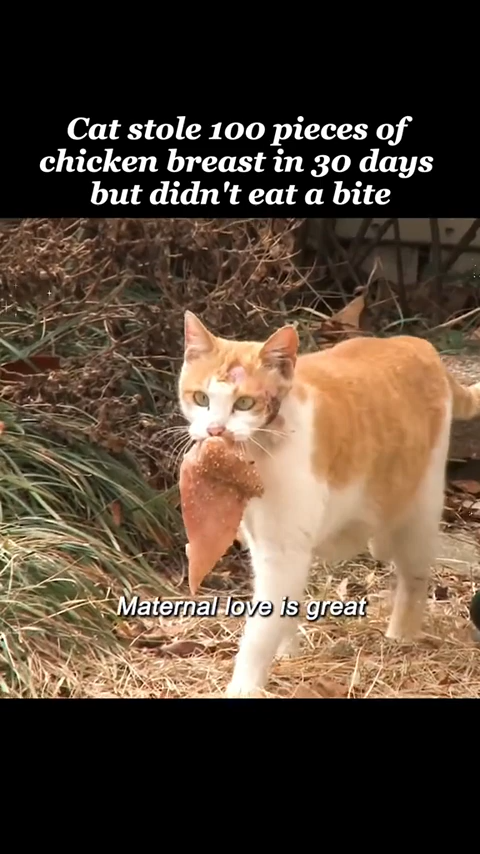 Cat stole 100 pieces of
chicken breast in 30 days
but didn't eat a bite
Maternal love is great